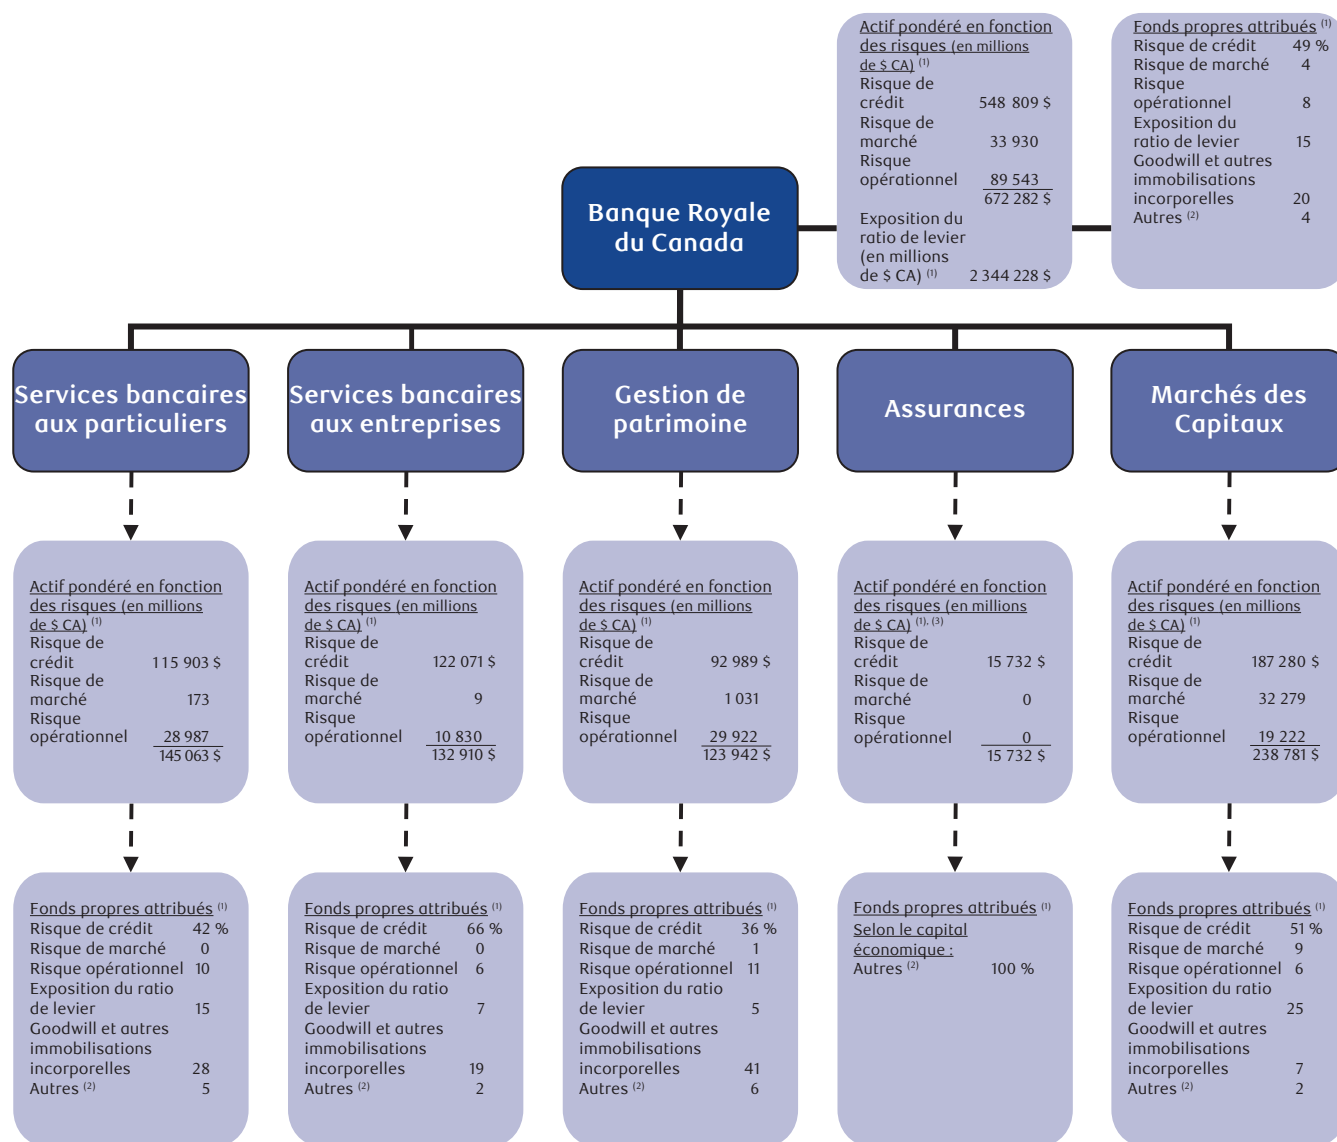 Actif pondéré en fonction
des risques (en millions
de $ CA) (1)
Risque de
crédit 548 809 $
Risque de
marché 33 930
Risque
opérationnel 89 543
672 282 $
Exposition du
ratio de levier
(en millions
de $ CA) (1) 2 344 228 $
Fonds propres attribués (1)
Risque de crédit 49 %
Risque de marché 4
Risque
opérationnel 8
Exposition du
ratio de levier 15
Goodwill et autres
immobilisations
incorporelles 20
Autres (2) 4
Banque Royale
du Canada
Services bancaires
aux particuliers
Services bancaires
aux entreprises
Gestion de
patrimoine
Assurances
Marchés des
Capitaux
Actif pondéré en fonction
des risques (en millions
de $ CA) (1)
Risque de
crédit 115 903 $
Risque de
marché 173
Risque
opérationnel 28 987
145 063 $
Actif pondéré en fonction
des risques (en millions
de $ CA) (1)
Risque de
crédit 122 071 $
Risque de
marché 9
Risque
opérationnel 10 830
132 910 $
Actif pondéré en fonction
des risques (en millions
de $ CA) (1)
Risque de
crédit 92 989 $
Risque de
marché 1 031
Risque
opérationnel 29 922
123 942 $
Actif pondéré en fonction
des risques (en millions
de $ CA) (1), (3)
Risque de
crédit 15 732 $
Risque de
marché 0
Risque
opérationnel 0
15 732 $
Actif pondéré en fonction
des risques (en millions
de $ CA) (1)
Risque de
crédit 187 280 $
Risque de
marché 32 279
Risque
opérationnel 19 222
238 781 $
Fonds propres attribués (1)
Risque de crédit 42 %
Risque de marché 0
Risque opérationnel 10
Exposition du ratio
de levier 15
Goodwill et autres
immobilisations
incorporelles 28
Autres (2) 5
Fonds propres attribués (1)
Risque de crédit 66 %
Risque de marché 0
Risque opérationnel 6
Exposition du ratio
de levier 7
Goodwill et autres
immobilisations
incorporelles 19
Autres (2) 2
Fonds propres attribués (1)
Risque de crédit 36 %
Risque de marché 1
Risque opérationnel 11
Exposition du ratio
de levier 5
Goodwill et autres
immobilisations
incorporelles 41
Autres (2) 6
Fonds propres attribués (1)
Selon le capital
économique :
Autres (2) 100 %
Fonds propres attribués (1)
Risque de crédit 51 %
Risque de marché 9
Risque opérationnel 6
Exposition du ratio
de levier 25
Goodwill et autres
immobilisations
incorporelles 7
Autres (2) 2